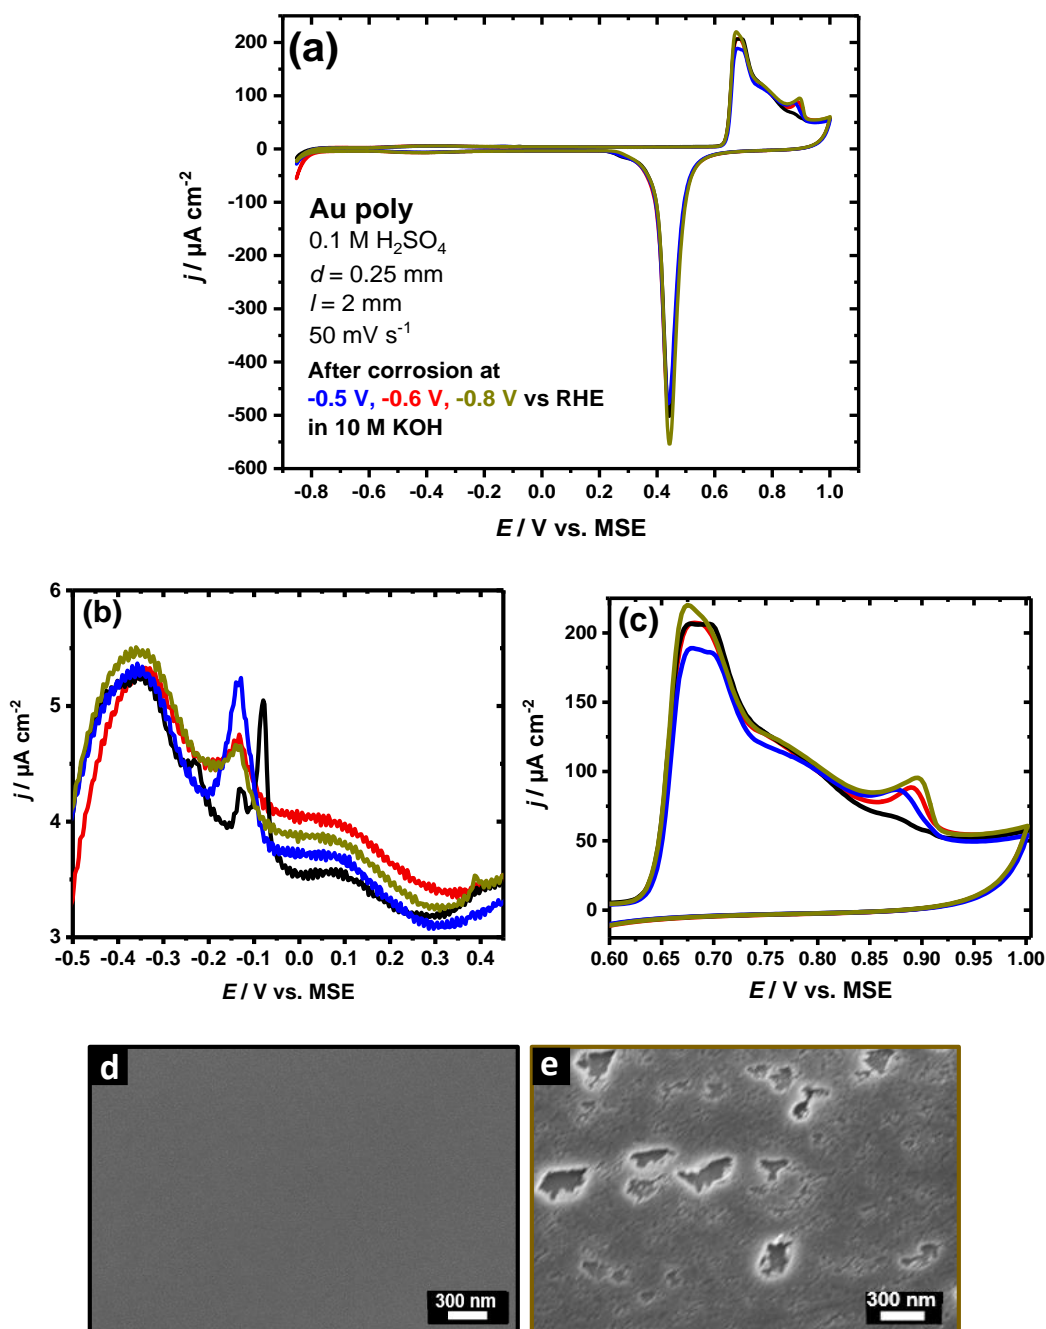 (a)
200
100
0
-100
-200
-300
-400
-500
-600
j / µA cm-2
Au poly
0.1 M H2SO4
d = 0.25 mm
l = 2 mm
50 mV s-1
After corrosion at
-0.5 V, -0.6 V, -0.8 V vs RHE
in 10 M KOH
-0.8 -0.6 -0.4 -0.2 0.0 0.2 0.4 0.6 0.8 1.0
E / V vs. MSE
(b)
6
5
4
3
j / µA cm-2
-0.5 -0.4 -0.3 -0.2 -0.1 0.0 0.1 0.2 0.3 0.4
E / V vs. MSE
(c)
200
150
100
50
0
j / µA cm-2
0.60 0.65 0.70 0.75 0.80 0.85 0.90 0.95 1.00
E / V vs. MSE
d
300 nm
e
300 nm